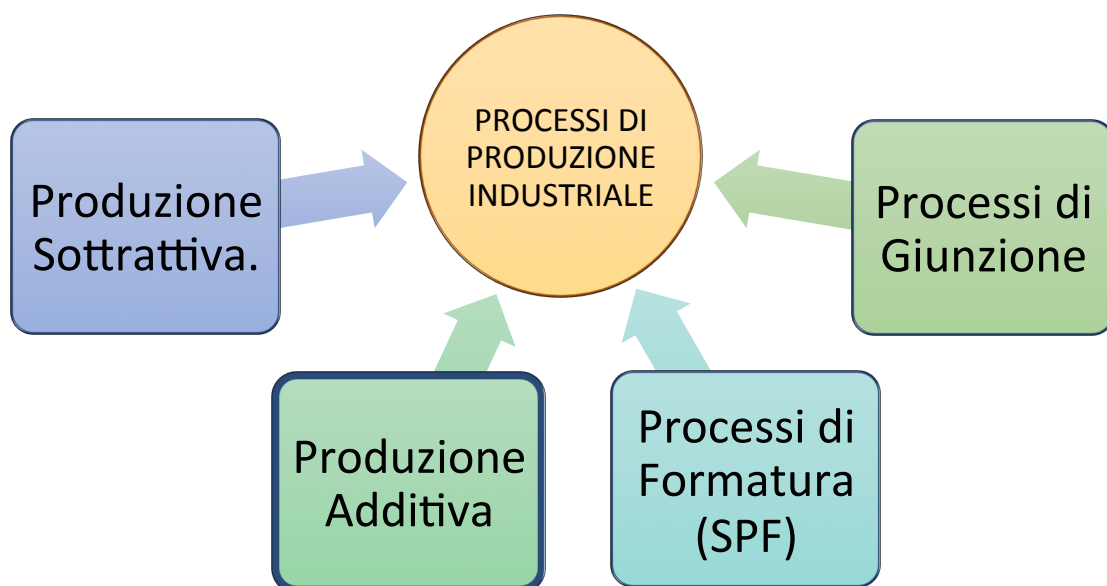 PROCESSI DI
PRODUZIONE
INDUSTRIALE
Produzione
Sottrattiva.
Processi di
Giunzione
Produzione
Additiva
Processi di
Formatura
(SPF)